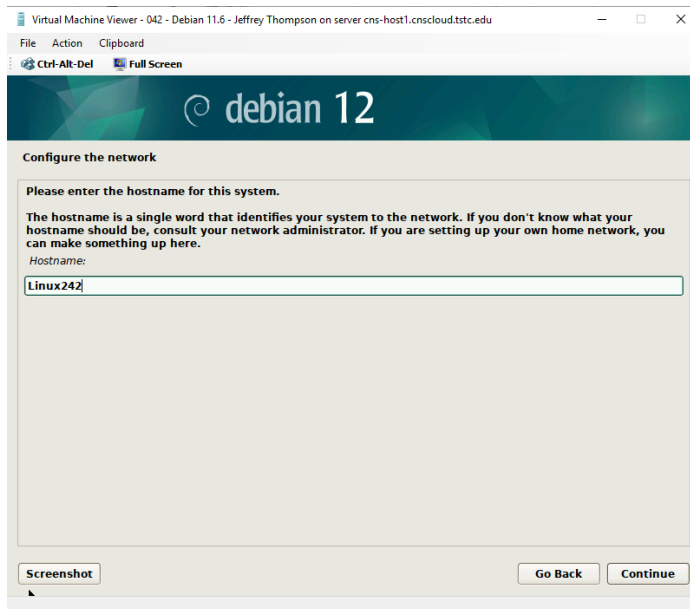 Virtual Machine Viewer - 042 - Debian 11.6 - Jeffrey Thompson on server cns-host1.cnscloud.tstc.edu
File Action Clipboard
Ctrl-Alt-Del Full Screen
debian 12
Configure the network
Please enter the hostname for this system.
The hostname is a single word that identifies your system to the network. If you don't know what your
hostname should be, consult your network administrator. If you are setting up your own home network, you
can make something up here.
Hostname:
Linux242
Screenshot Go Back Continue